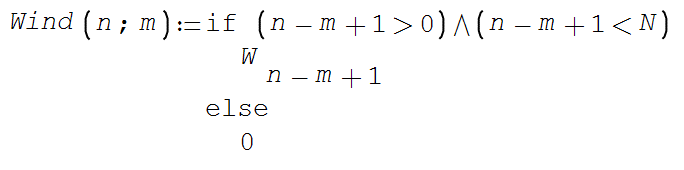 Wind(n; m):=if (n-m+1>0)∧(n-m+1<N)
W n-m+1
else
0